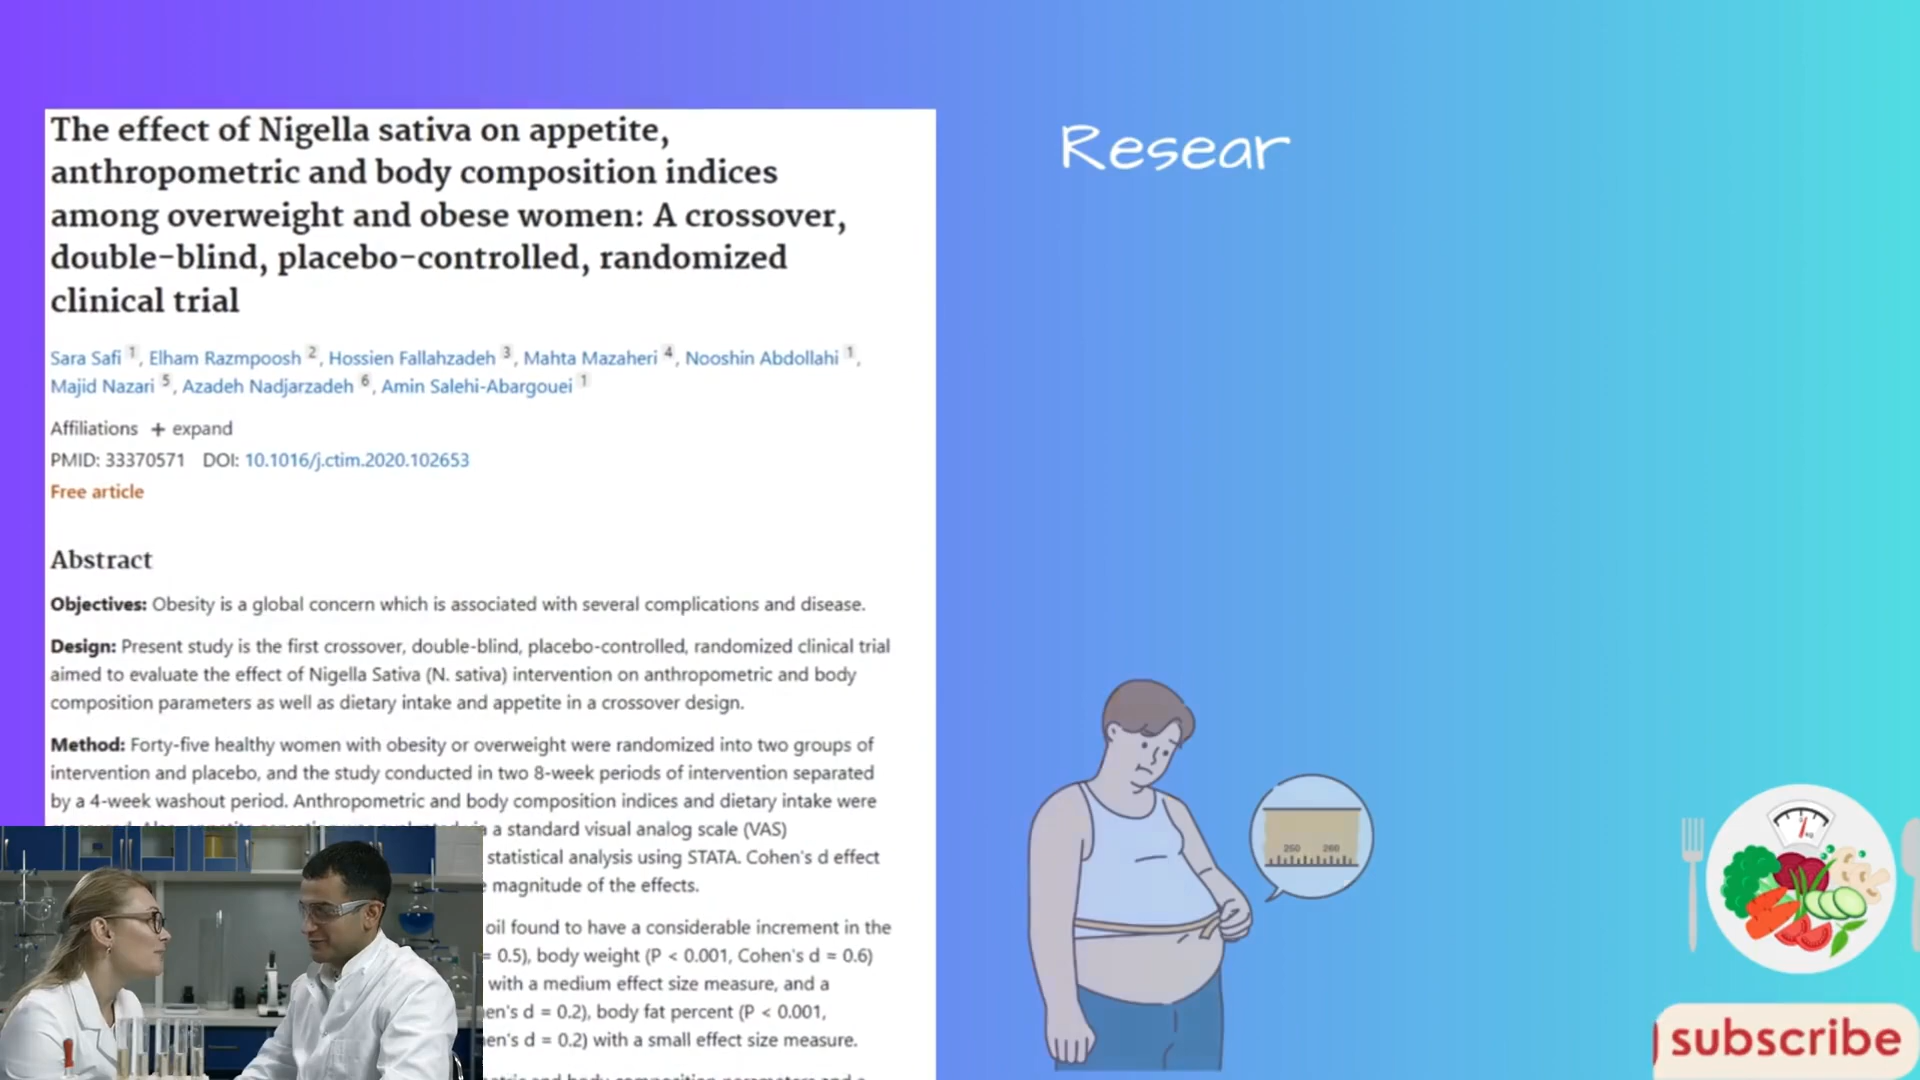 The effect of Nigella sativa on appetite,
anthropometric and body composition indices
among overweight and obese women: A crossover,
double-blind, placebo-controlled, randomized
clinical trial
Sara Safi 1, Elham Razmpoosh 2, Hossien Fallahzadeh 3, Mahta Mazaheri 4, Nooshin Abdollahi 1,
Majid Nazari 5, Azadeh Nadjarzadeh 6, Amin Salehi-Abargouei 1
Affiliations + expand
PMID: 33370571 DOI: 10.1016/j.ctim.2020.102653
Free article
Abstract
Objectives: Obesity is a global concern which is associated with several complications and disease.
Design: Present study is the first crossover, double-blind, placebo-controlled, randomized clinical trial
aimed to evaluate the effect of Nigella Sativa (N. sativa) intervention on anthropometric and body
composition parameters as well as dietary intake and appetite in a crossover design.
Method: Forty-five healthy women with obesity or overweight were randomized into two groups of
intervention and placebo, and the study conducted in two 8-week periods of intervention separated
by a 4-week washout period. Anthropometric and body composition indices and dietary intake were
a standard visual analog scale (VAS)
statistical analysis using STATA. Cohen's d effect
magnitude of the effects.
oil found to have a considerable increment in the
= 0.5), body weight (P < 0.001, Cohen's d = 0.6)
with a medium effect size measure, and a
en's d = 0.2), body fat percent (P < 0.001,
en's d = 0.2) with a small effect size measure.
Resear
250 260
kg
subscribe